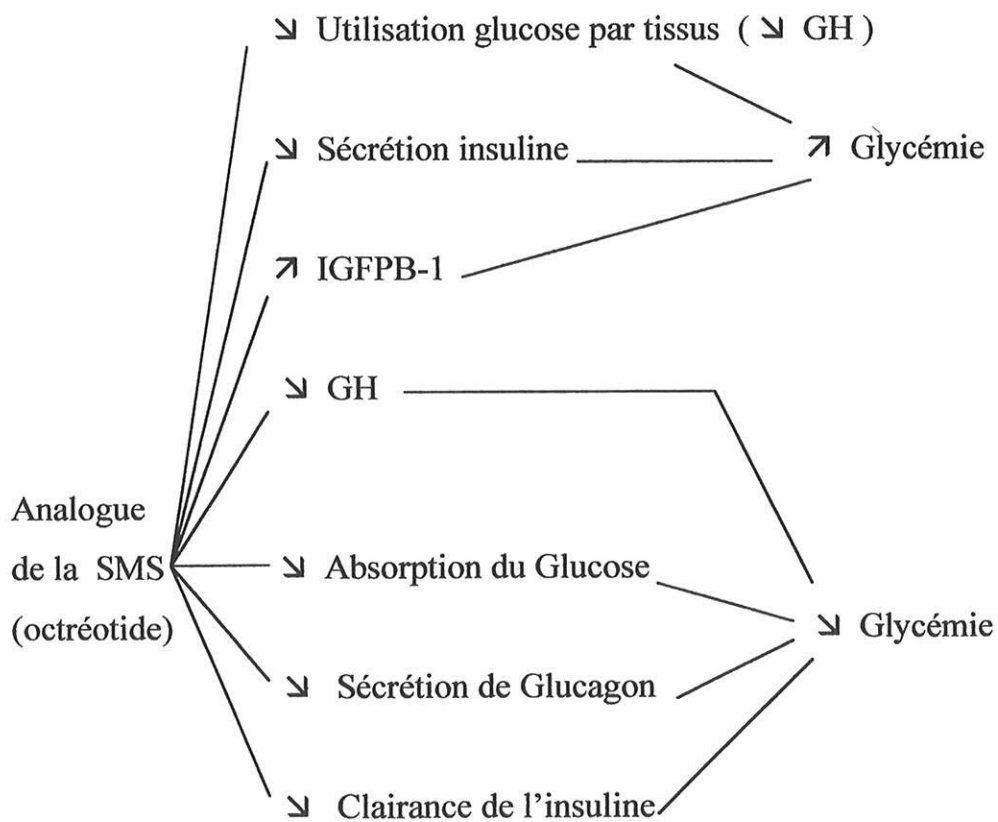 ↘ Utilisation glucose par tissus ( ↘ GH )
↘ Sécrétion insuline
↗ Glycémie
↗ IGFPB-1
↘ GH
Analogue
de la SMS
(octréotide)
↘ Absorption du Glucose
↘ Glycémie
↘ Sécrétion de Glucagon
↘ Clairance de l'insuline